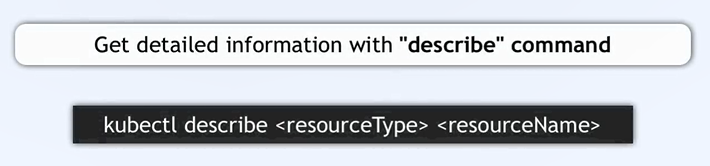 Get detailed information with "describe" command
kubectl describe <resourceType> <resourceName>